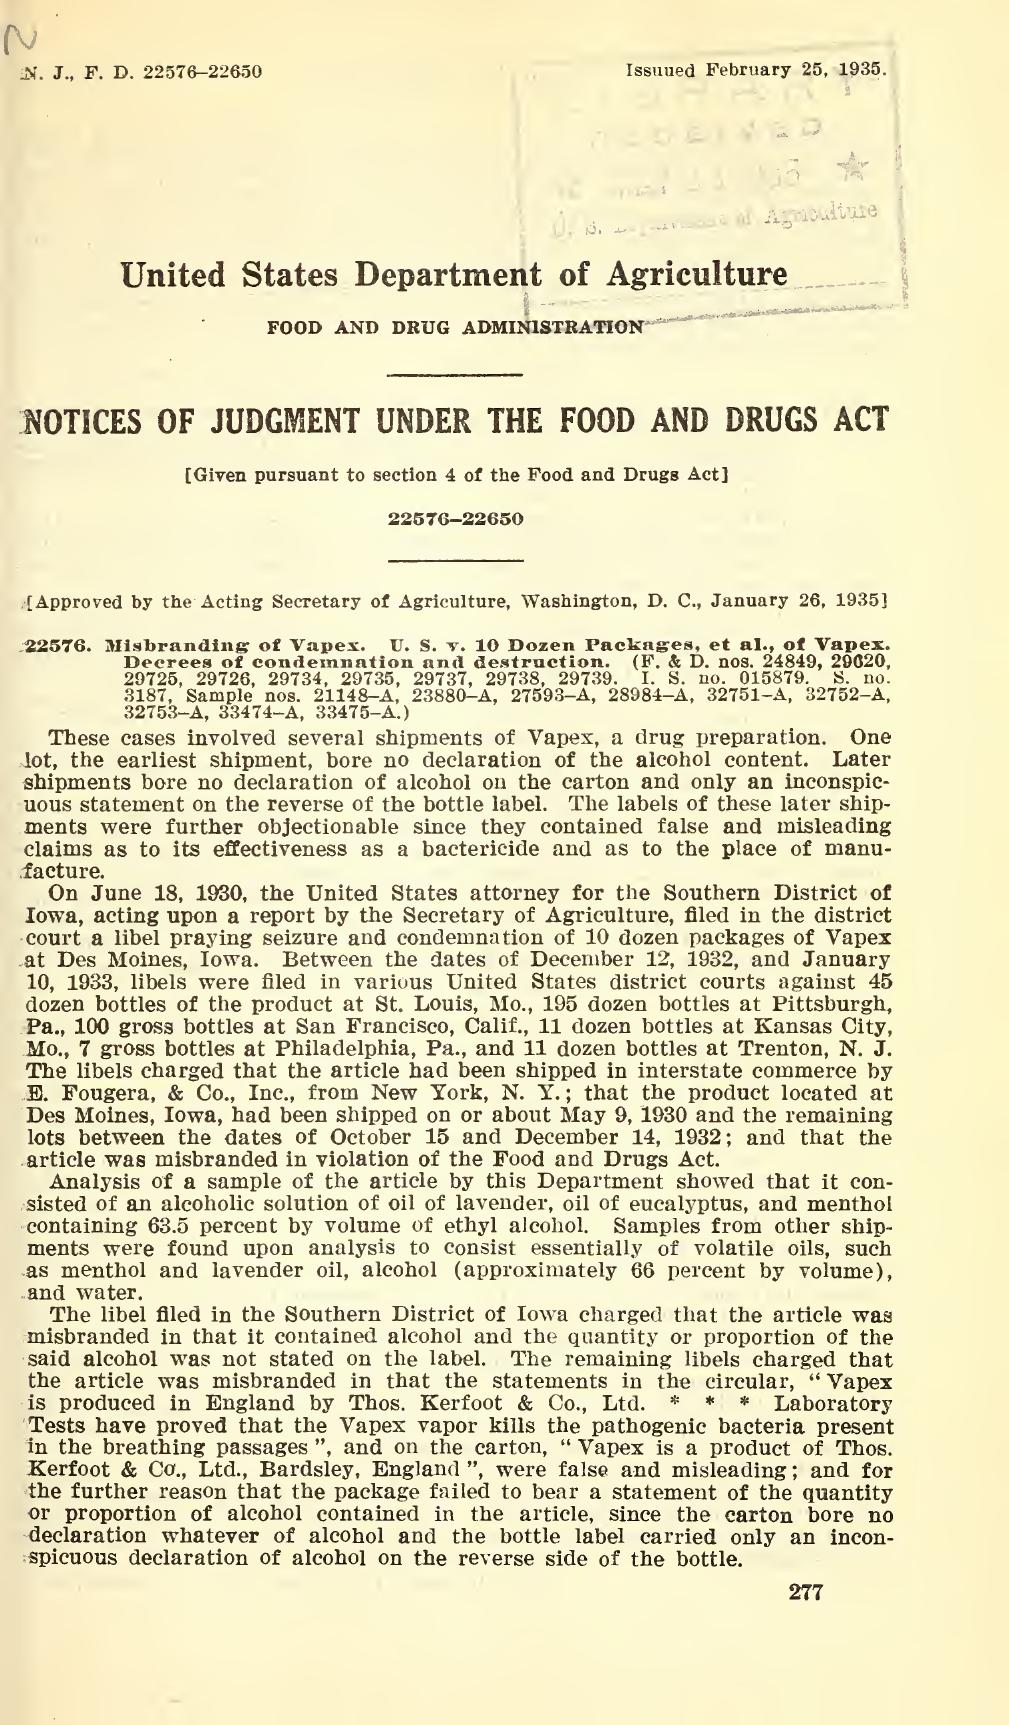 N
N. J., F. D. 22576–22650 Issued February 25, 1935.
U. S. Department of Agriculture
United States Department of Agriculture
FOOD AND DRUG ADMINISTRATION
NOTICES OF JUDGMENT UNDER THE FOOD AND DRUGS ACT
[Given pursuant to section 4 of the Food and Drugs Act]
22576–22650
[Approved by the Acting Secretary of Agriculture, Washington, D. C., January 26, 1935]
22576. Misbranding of Vapex. U. S. v. 10 Dozen Packages, et al., of Vapex.
Decrees of condemnation and destruction. (F. & D. nos. 24849, 29620,
29725, 29726, 29734, 29735, 29737, 29738, 29739. I. S. no. 015879. S. no.
3187, Sample nos. 21148–A, 23880–A, 27593–A, 28984–A, 32751–A, 32752–A,
32753–A, 33474–A, 33475–A.)
These cases involved several shipments of Vapex, a drug preparation. One
lot, the earliest shipment, bore no declaration of the alcohol content. Later
shipments bore no declaration of alcohol on the carton and only an inconspic-
uous statement on the reverse of the bottle label. The labels of these later ship-
ments were further objectionable since they contained false and misleading
claims as to its effectiveness as a bactericide and as to the place of manu-
facture.
On June 18, 1930, the United States attorney for the Southern District of
Iowa, acting upon a report by the Secretary of Agriculture, filed in the district
court a libel praying seizure and condemnation of 10 dozen packages of Vapex
at Des Moines, Iowa. Between the dates of December 12, 1932, and January
10, 1933, libels were filed in various United States district courts against 45
dozen bottles of the product at St. Louis, Mo., 195 dozen bottles at Pittsburgh,
Pa., 100 gross bottles at San Francisco, Calif., 11 dozen bottles at Kansas City,
Mo., 7 gross bottles at Philadelphia, Pa., and 11 dozen bottles at Trenton, N. J.
The libels charged that the article had been shipped in interstate commerce by
E. Fougera, & Co., Inc., from New York, N. Y.; that the product located at
Des Moines, Iowa, had been shipped on or about May 9, 1930 and the remaining
lots between the dates of October 15 and December 14, 1932; and that the
article was misbranded in violation of the Food and Drugs Act.
Analysis of a sample of the article by this Department showed that it con-
sisted of an alcoholic solution of oil of lavender, oil of eucalyptus, and menthol
containing 63.5 percent by volume of ethyl alcohol. Samples from other ship-
ments were found upon analysis to consist essentially of volatile oils, such
as menthol and lavender oil, alcohol (approximately 66 percent by volume),
and water.
The libel filed in the Southern District of Iowa charged that the article was
misbranded in that it contained alcohol and the quantity or proportion of the
said alcohol was not stated on the label. The remaining libels charged that
the article was misbranded in that the statements in the circular, “ Vapex
is produced in England by Thos. Kerfoot & Co., Ltd. * * * Laboratory
Tests have proved that the Vapex vapor kills the pathogenic bacteria present
in the breathing passages ”, and on the carton, “ Vapex is a product of Thos.
Kerfoot & Co., Ltd., Bardsley, England ”, were false and misleading; and for
the further reason that the package failed to bear a statement of the quantity
or proportion of alcohol contained in the article, since the carton bore no
declaration whatever of alcohol and the bottle label carried only an incon-
spicuous declaration of alcohol on the reverse side of the bottle.
277